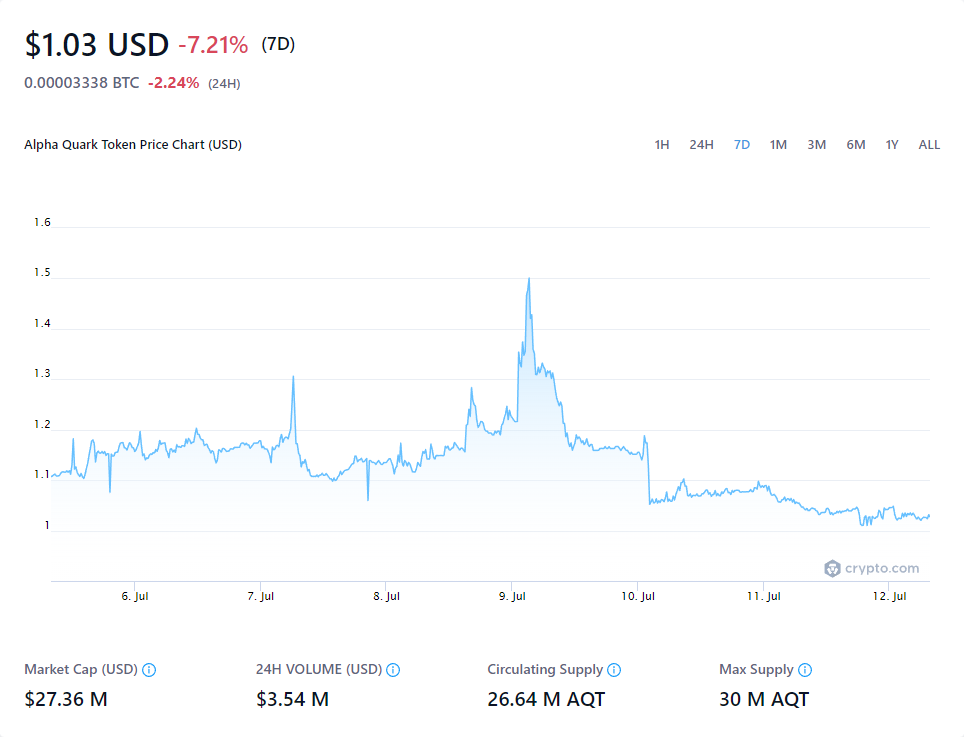 $1.03 USD -7.21% (7D)
0.00003338 BTC -2.24% (24H)
Alpha Quark Token Price Chart (USD) 1H 24H 7D 1M 3M 6M 1Y ALL
1.6
1.5
1.4
1.3
1.2
1.1
1
crypto.com
6. Jul 7. Jul 8. Jul 9. Jul 10. Jul 11. Jul 12. Jul
Market Cap (USD) 24H VOLUME (USD) Circulating Supply Max Supply
$27.36 M $3.54 M 26.64 M AQT 30 M AQT